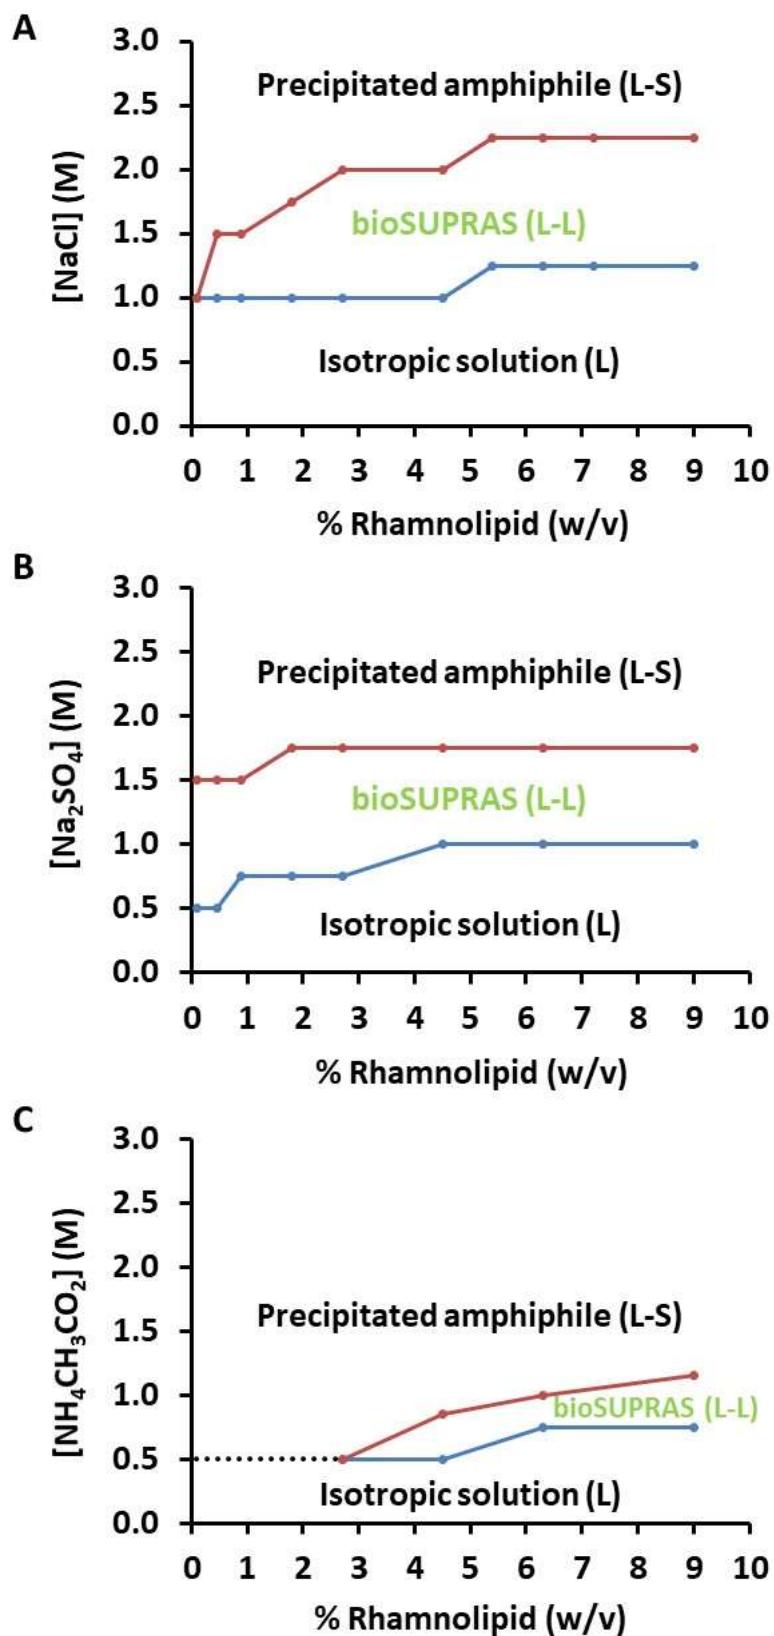 A
3.0
Precipitated amphiphile (L-S)
2.5
2.0
bioSUPRAS (L-L)
1.5
1.0
Isotropic solution (L)
0.5
0.0
[NaCl] (M)
0 1 2 3 4 5 6 7 8 9 10
% Rhamnolipid (w/v)
B
3.0
2.5
Precipitated amphiphile (L-S)
2.0
1.5
bioSUPRAS (L-L)
1.0
0.5
Isotropic solution (L)
0.0
[Na₂SO₄] (M)
0 1 2 3 4 5 6 7 8 9 10
% Rhamnolipid (w/v)
C
3.0
2.5
2.0
Precipitated amphiphile (L-S)
1.5
1.0
bioSUPRAS (L-L)
0.5
Isotropic solution (L)
0.0
[NH₄CH₃CO₂] (M)
0 1 2 3 4 5 6 7 8 9 10
% Rhamnolipid (w/v)